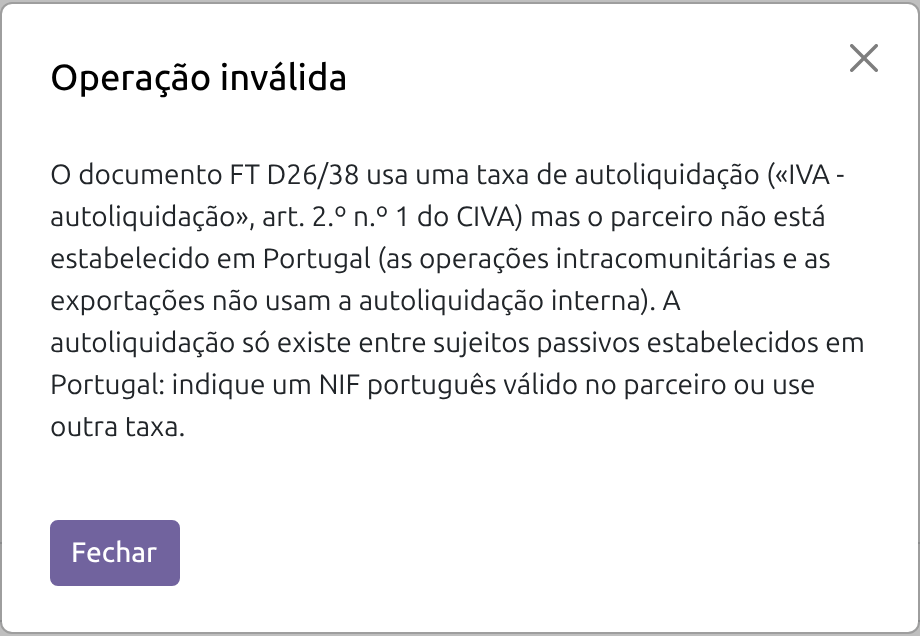 Operação inválida
O documento FT D26/38 usa uma taxa de autoliquidação («IVA -
autoliquidação», art. 2.º n.º 1 do CIVA) mas o parceiro não está
estabelecido em Portugal (as operações intracomunitárias e as
exportações não usam a autoliquidação interna). A
autoliquidação só existe entre sujeitos passivos estabelecidos em
Portugal: indique um NIF português válido no parceiro ou use
outra taxa.
Fechar